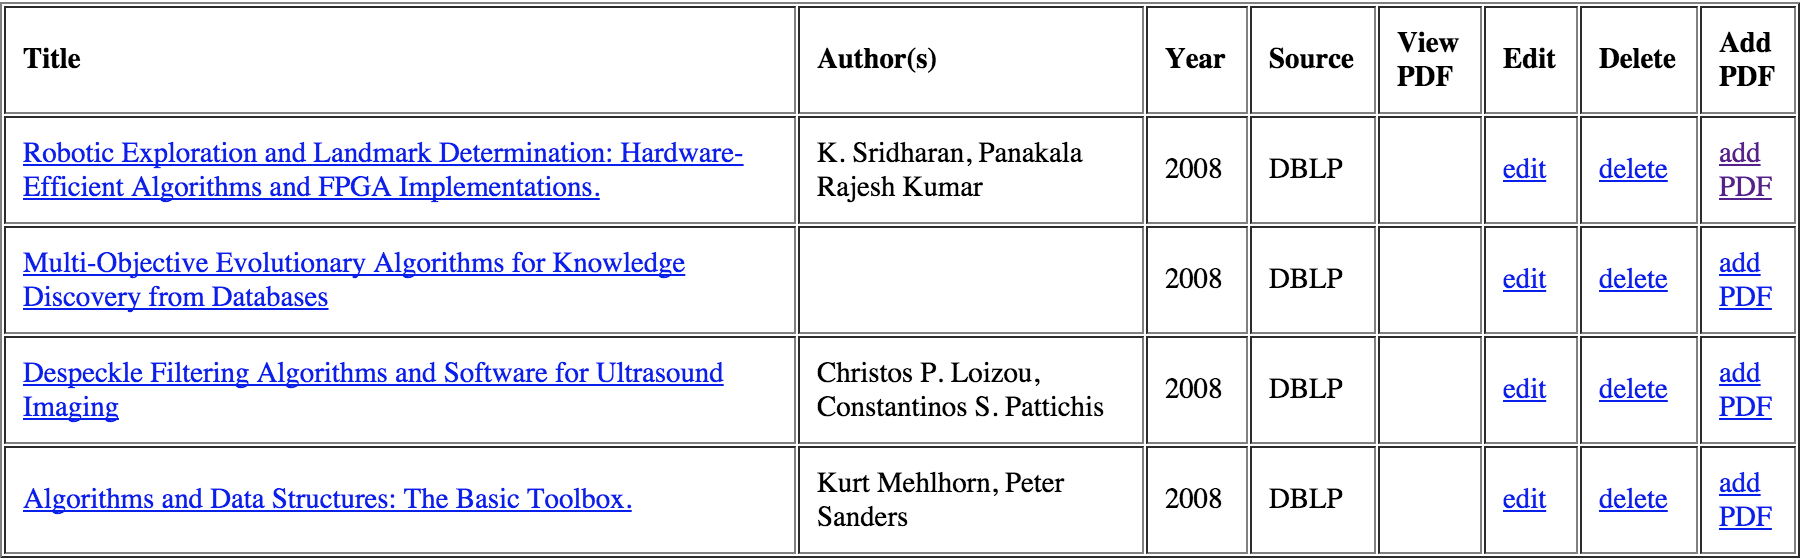 Title Author(s) Year Source View PDF Edit Delete Add PDF
Robotic Exploration and Landmark Determination: Hardware-
Efficient Algorithms and FPGA Implementations.
K. Sridharan, Panakala
Rajesh Kumar
2008
DBLP
edit
delete
add
PDF
Multi-Objective Evolutionary Algorithms for Knowledge
Discovery from Databases
2008
DBLP
edit
delete
add
PDF
Despeckle Filtering Algorithms and Software for Ultrasound
Imaging
Christos P. Loizou,
Constantinos S. Pattichis
2008
DBLP
edit
delete
add
PDF
Algorithms and Data Structures: The Basic Toolbox.
Kurt Mehlhorn, Peter
Sanders
2008
DBLP
edit
delete
add
PDF